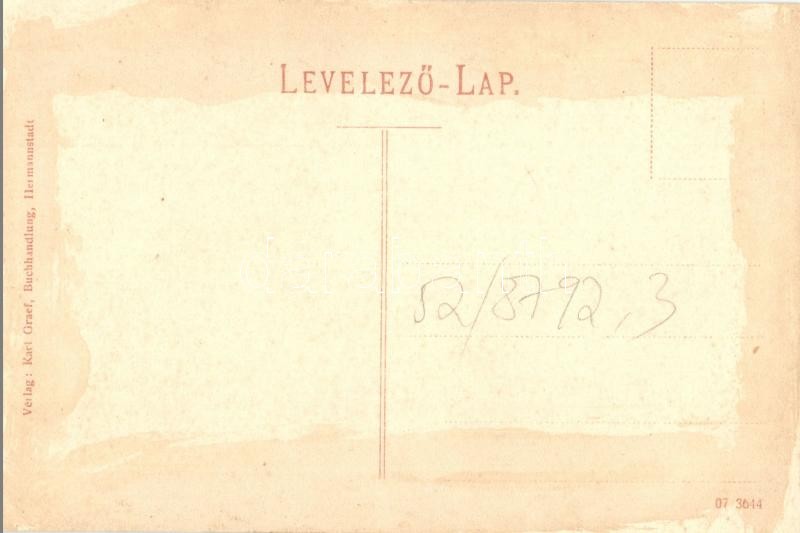 LEVELEZŐ-LAP.
Verlag: Karl Graef, Buchhandlung, Hermannstadt
52/8792,3
07 3644